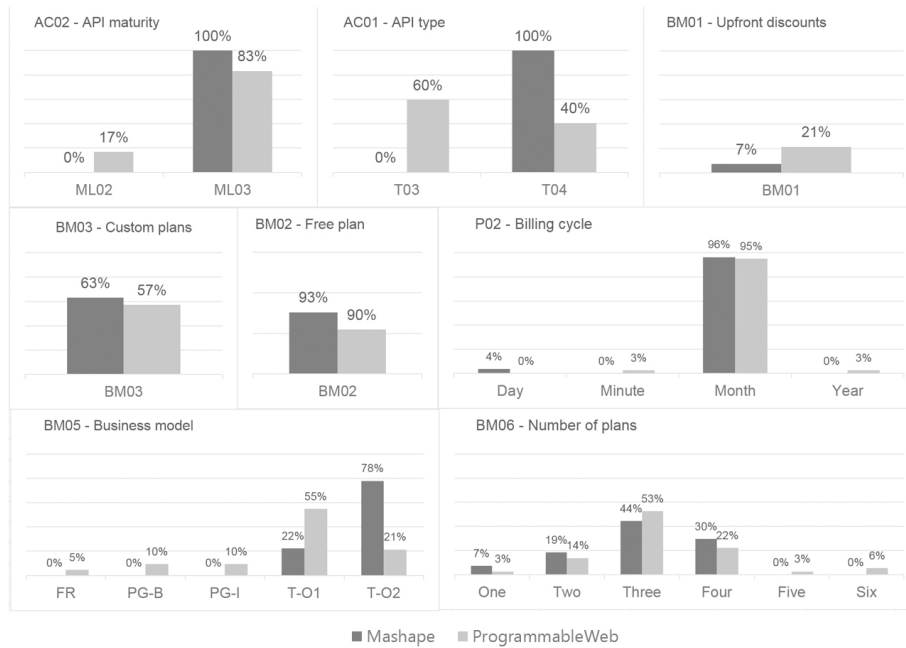 AC02 - API maturity
100%
83%
17%
0%
ML02 ML03
AC01 - API type
100%
60%
40%
0%
T03 T04
BM01 - Upfront discounts
21%
7%
BM01
BM03 - Custom plans
63%
57%
BM03
BM02 - Free plan
93%
90%
BM02
P02 - Billing cycle
96% 95%
4% 0% 0% 3% 0% 3%
Day Minute Month Year
BM05 - Business model
78%
55%
22% 21%
0% 5% 0% 10% 0% 10%
FR PG-B PG-I T-O1 T-O2
BM06 - Number of plans
53%
44%
30%
19% 22%
7% 3% 14% 0% 3% 0% 6%
One Two Three Four Five Six
Mashape ProgrammableWeb